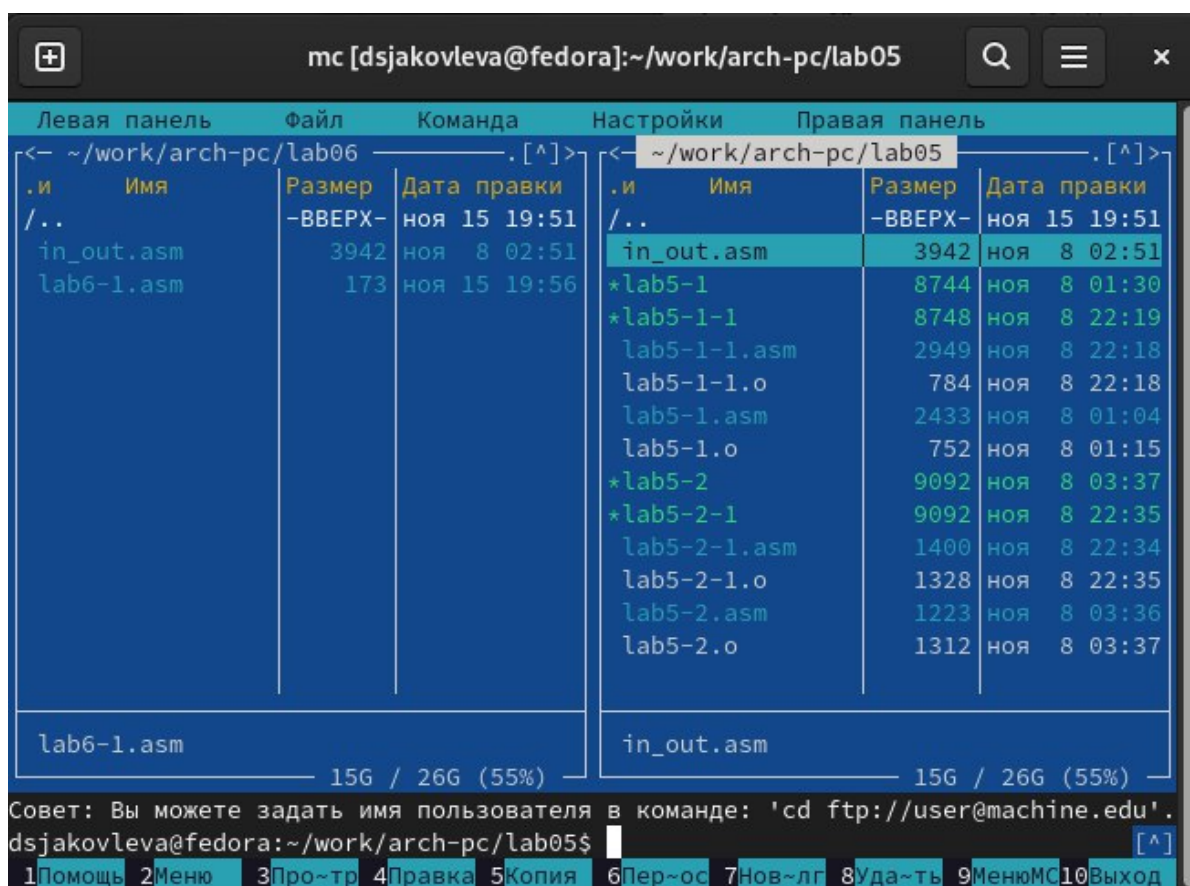 mc [dsjakovleva@fedora]:~/work/arch-pc/lab05
Левая панель Файл Команда Настройки Правая панель
<— ~/work/arch-pc/lab06 .[^]> <— ~/work/arch-pc/lab05 .[^]>
.и Имя Размер Дата правки .и Имя Размер Дата правки
/.. -ВВЕРХ- ноя 15 19:51 /.. -ВВЕРХ- ноя 15 19:51
in_out.asm 3942 ноя 8 02:51 in_out.asm 3942 ноя 8 02:51
lab6-1.asm 173 ноя 15 19:56 *lab5-1 8744 ноя 8 01:30
*lab5-1-1 8748 ноя 8 22:19
lab5-1-1.asm 2949 ноя 8 22:18
lab5-1-1.o 784 ноя 8 22:18
lab5-1.asm 2433 ноя 8 01:04
lab5-1.o 752 ноя 8 01:15
*lab5-2 9092 ноя 8 03:37
*lab5-2-1 9092 ноя 8 22:35
lab5-2-1.asm 1400 ноя 8 22:34
lab5-2-1.o 1328 ноя 8 22:35
lab5-2.asm 1223 ноя 8 03:36
lab5-2.o 1312 ноя 8 03:37
lab6-1.asm in_out.asm
15G / 26G (55%) 15G / 26G (55%)
Совет: Вы можете задать имя пользователя в команде: 'cd ftp://user@machine.edu'.
dsjakovleva@fedora:~/work/arch-pc/lab05$ [^]
1Помощь 2Меню 3Про~тр 4Правка 5Копия 6Пер~ос 7Нов~лг 8Уда~ть 9МенюMC 10Выход